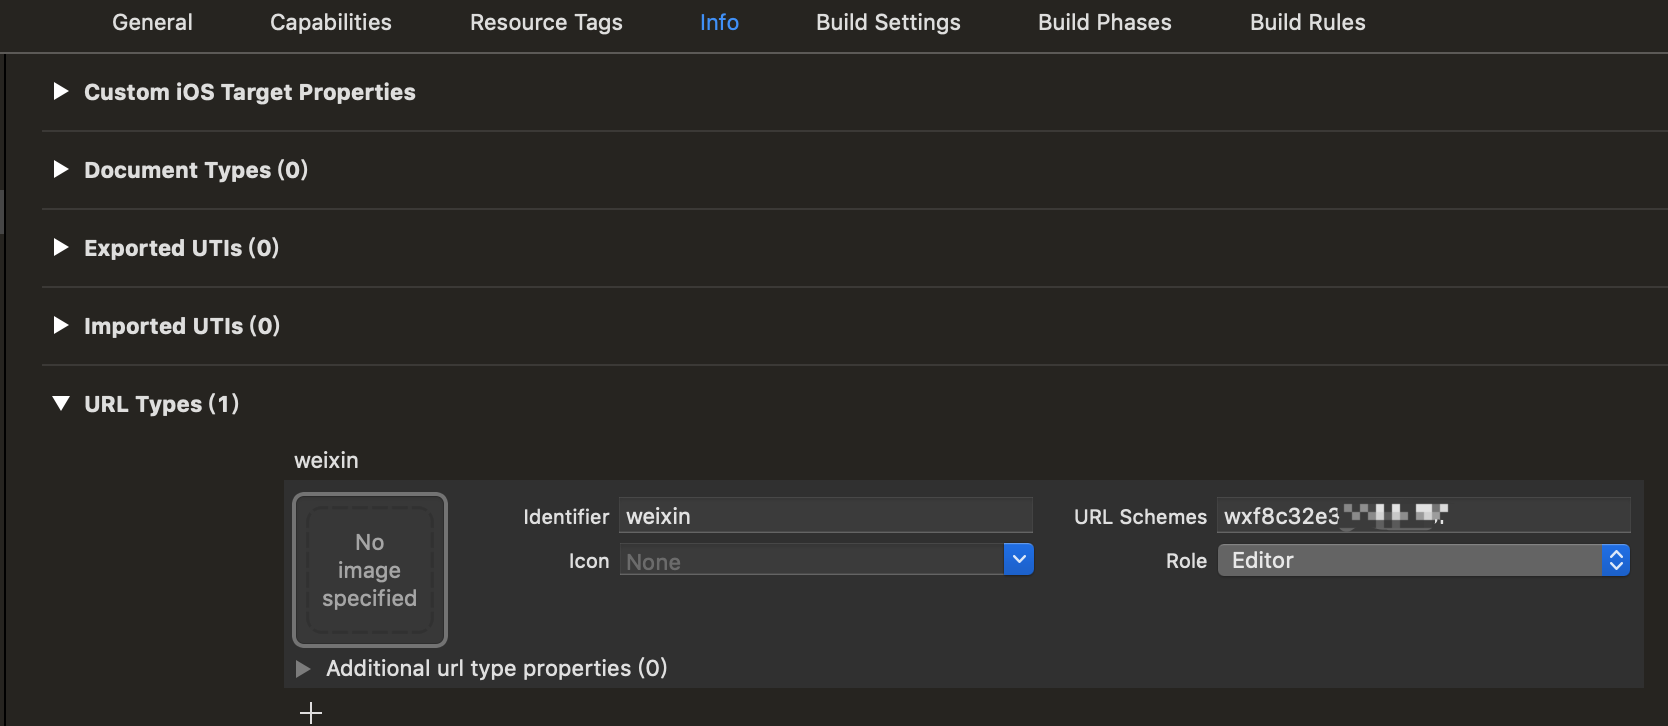 General Capabilities Resource Tags Info Build Settings Build Phases Build Rules
Custom iOS Target Properties
Document Types (0)
Exported UTIs (0)
Imported UTIs (0)
URL Types (1)
weixin
No
image
specified
Identifier weixin
URL Schemes wxf8c32e3
Icon None
Role Editor
Additional url type properties (0)